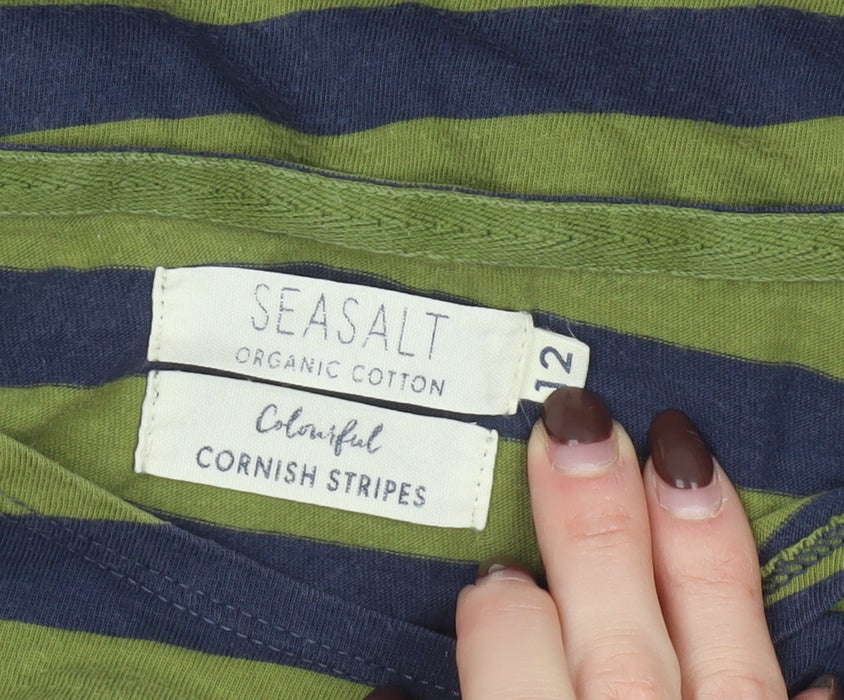 SEASALT
ORGANIC COTTON
12
Colourful
CORNISH STRIPES